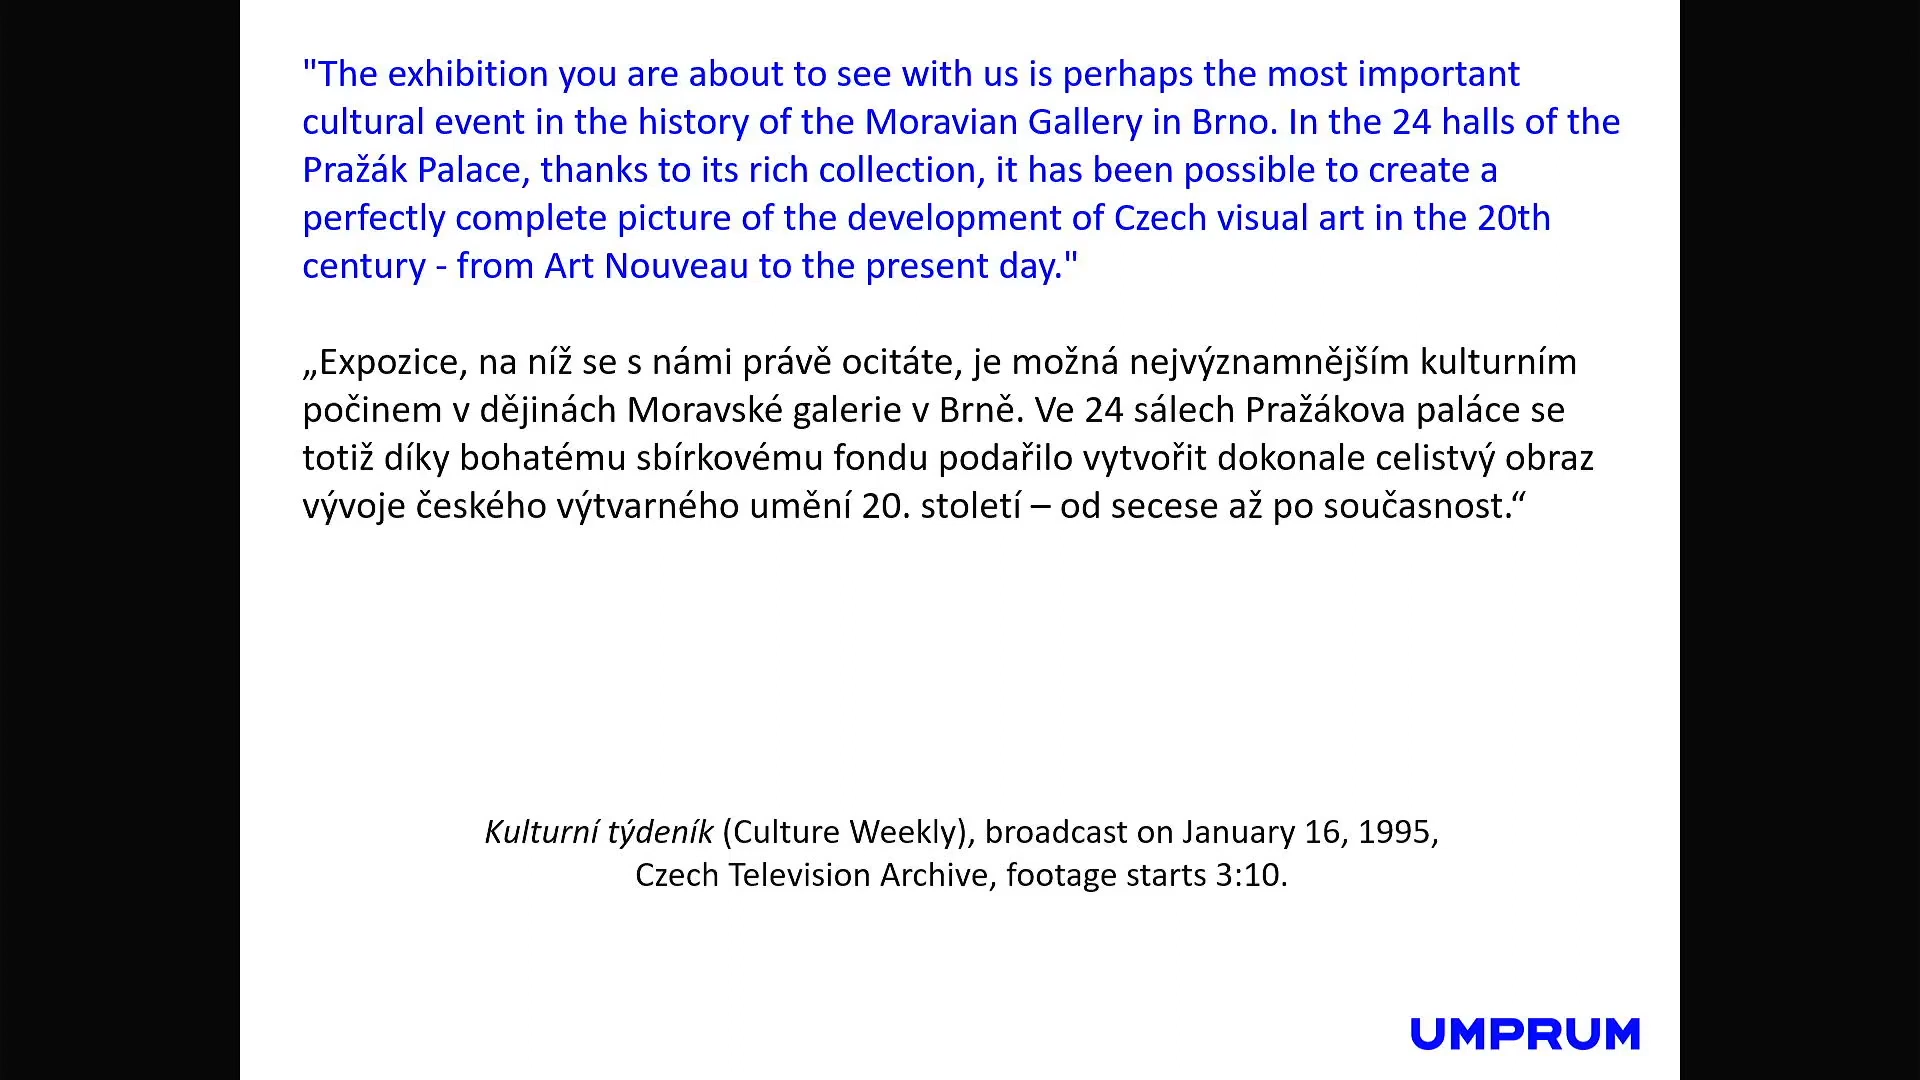 "The exhibition you are about to see with us is perhaps the most important
cultural event in the history of the Moravian Gallery in Brno. In the 24 halls of the
Pražák Palace, thanks to its rich collection, it has been possible to create a
perfectly complete picture of the development of Czech visual art in the 20th
century - from Art Nouveau to the present day."
„Expozice, na níž se s námi právě ocitáte, je možná nejvýznamnějším kulturním
počinem v dějinách Moravské galerie v Brně. Ve 24 sálech Pražákova paláce se
totiž díky bohatému sbírkovému fondu podařilo vytvořit dokonale celistvý obraz
vývoje českého výtvarného umění 20. století – od secese až po současnost.“
Kulturní týdeník (Culture Weekly), broadcast on January 16, 1995,
Czech Television Archive, footage starts 3:10.
UMPRUM